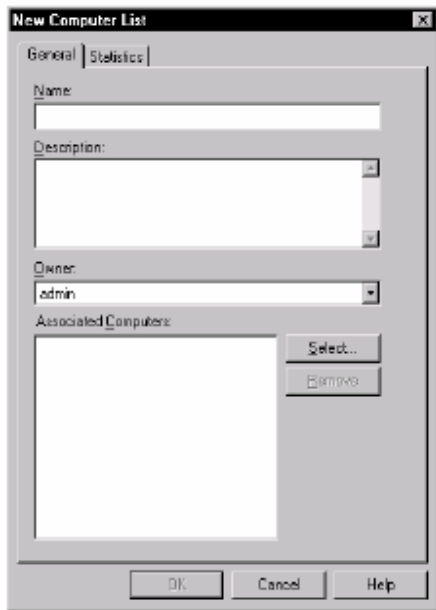 New Computer List
General Statistics
Name:
Description:
Owner:
admin
Associated Computers:
Select...
Remove
OK Cancel Help